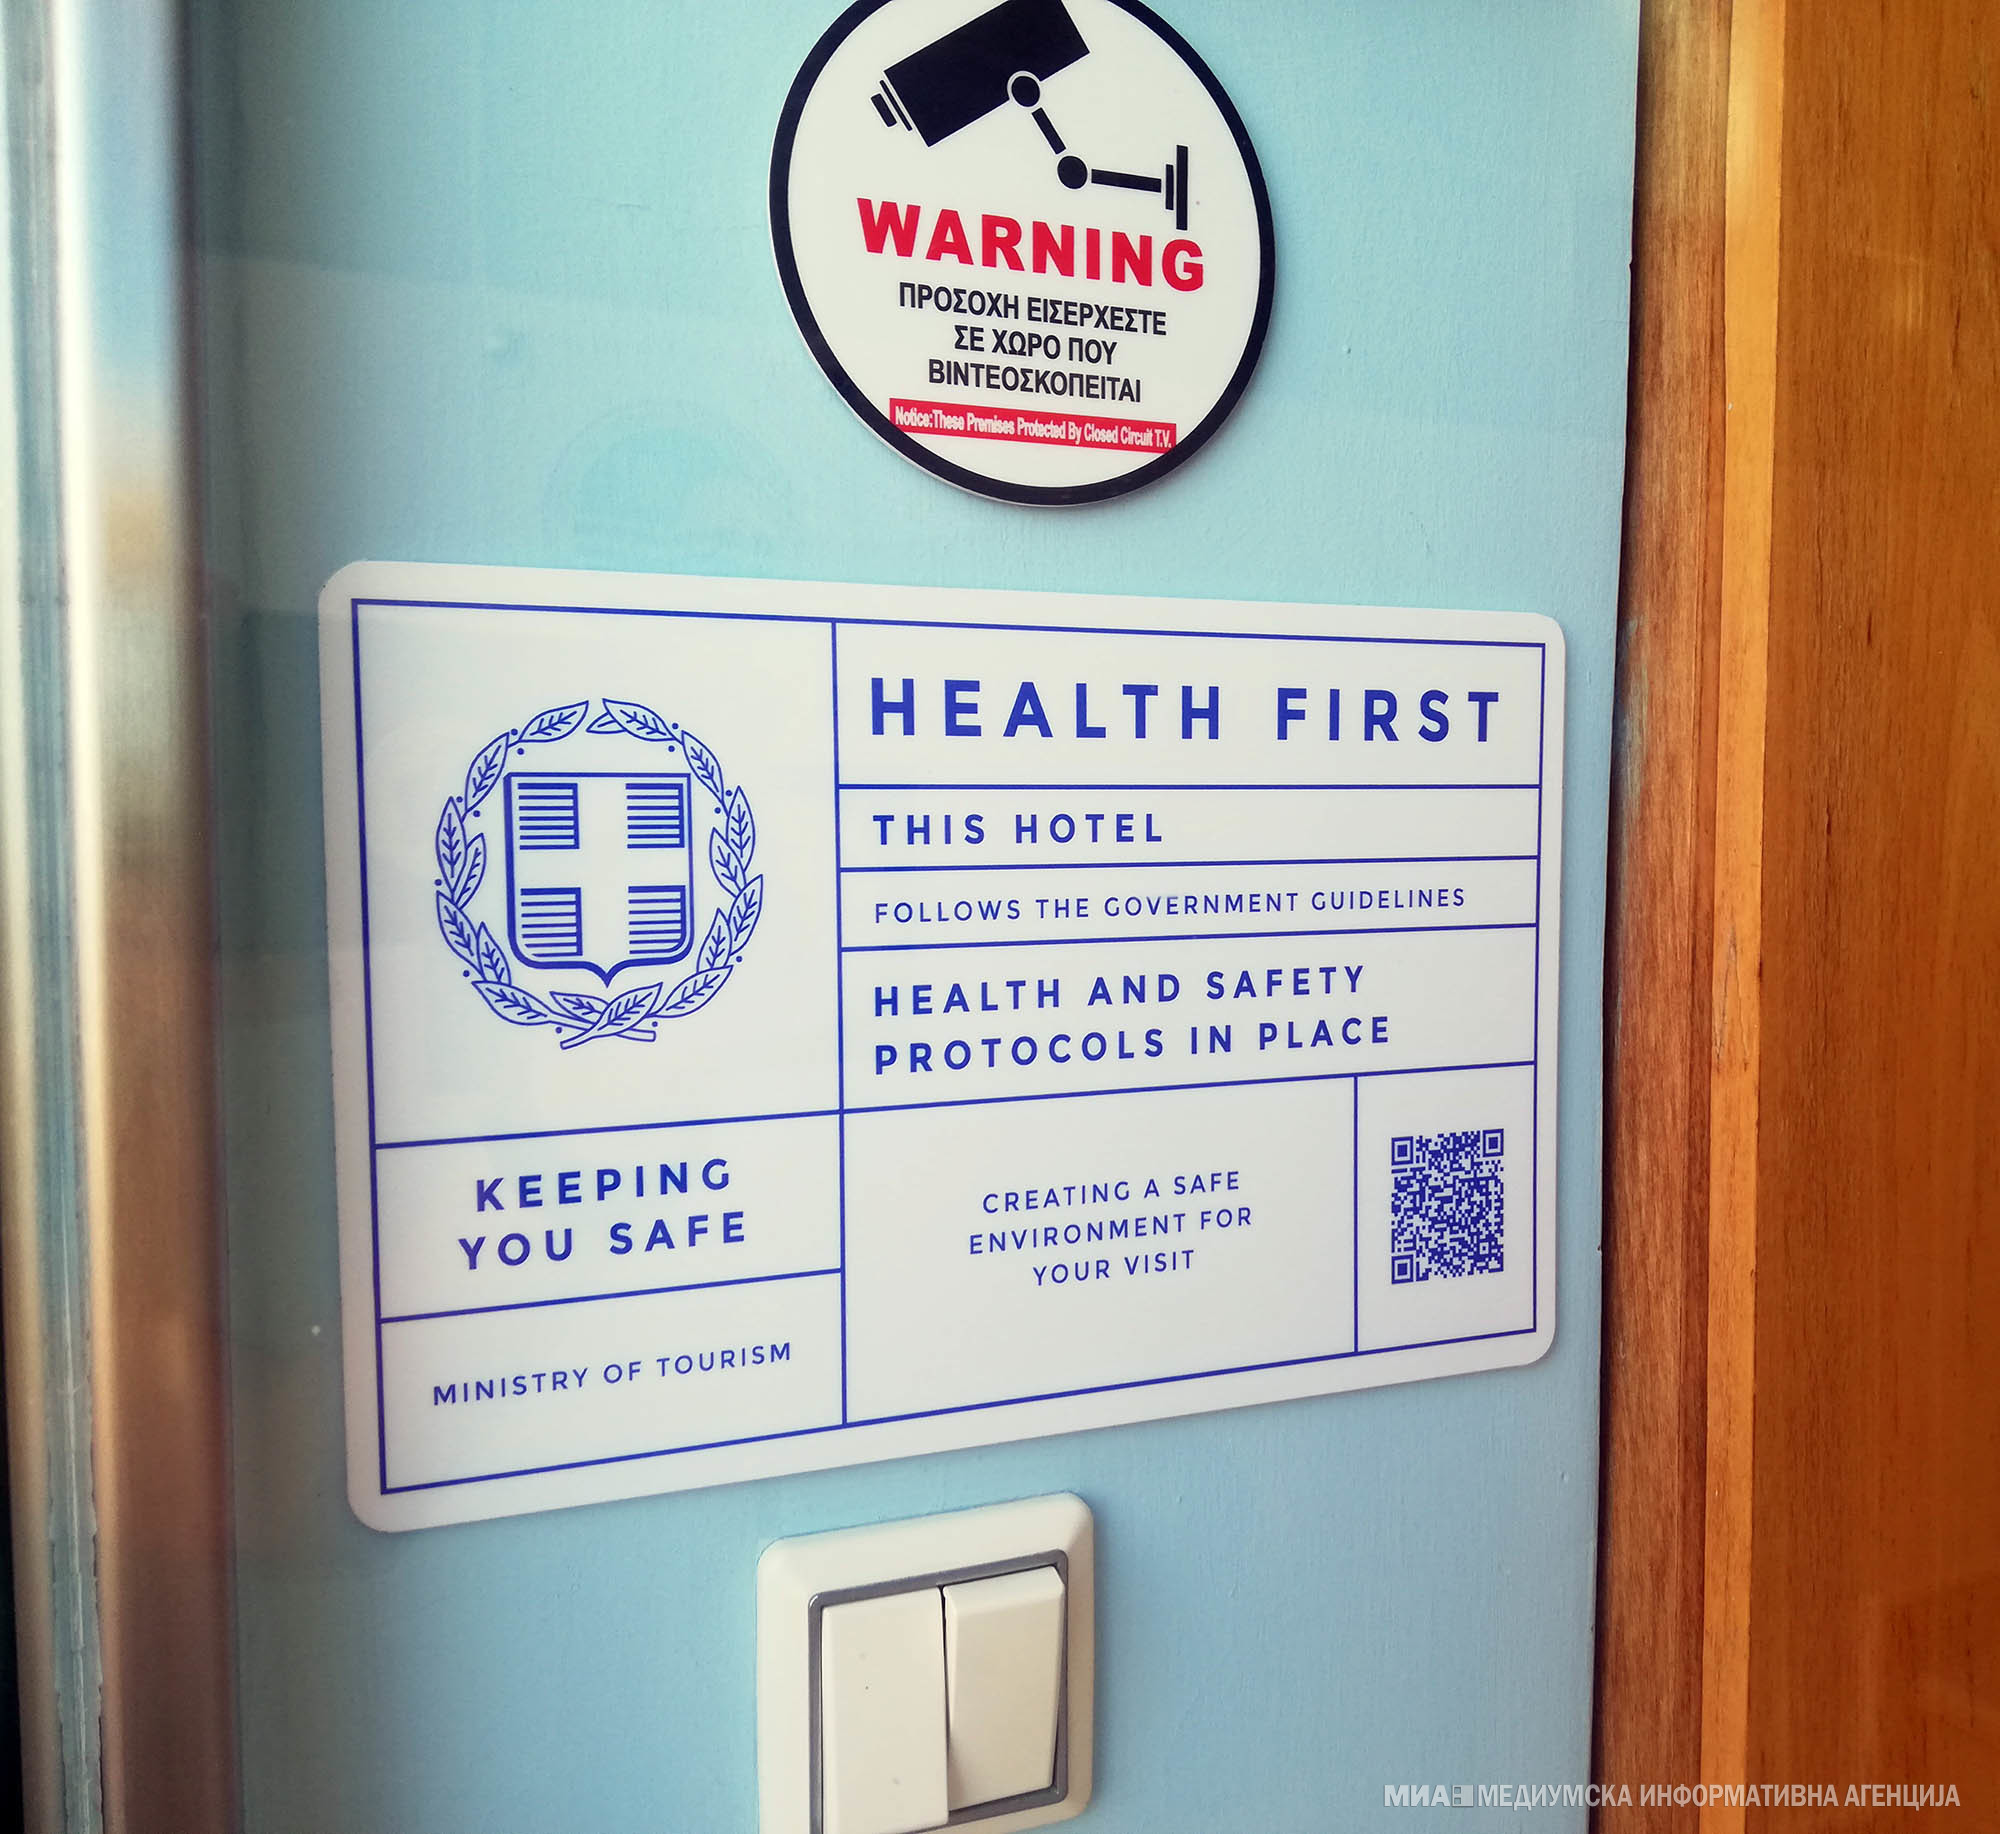 WARNING
ΠΡΟΣΟΧΗ ΕΙΣΕΡΧΕΣΤΕ
ΣΕ ΧΩΡΟ ΠΟΥ
ΒΙΝΤΕΟΣΚΟΠΕΙΤΑΙ
Notice:These Premises Protected By Closed Circuit T.V.
HEALTH FIRST
THIS HOTEL
FOLLOWS THE GOVERNMENT GUIDELINES
HEALTH AND SAFETY
PROTOCOLS IN PLACE
KEEPING
YOU SAFE
MINISTRY OF TOURISM
CREATING A SAFE
ENVIRONMENT FOR
YOUR VISIT
МИА МЕДИУМСКА ИНФОРМАТИВНА АГЕНЦИЈА